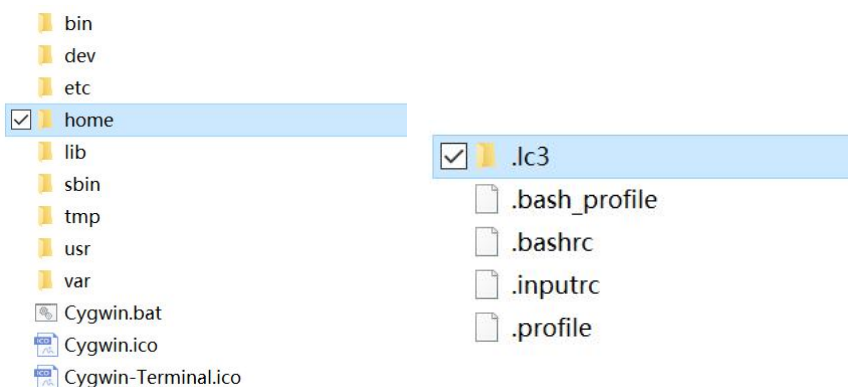 bin
dev
etc
home
lib
sbin
tmp
usr
var
Cygwin.bat
Cygwin.ico
Cygwin-Terminal.ico
.lc3
.bash_profile
.bashrc
.inputrc
.profile